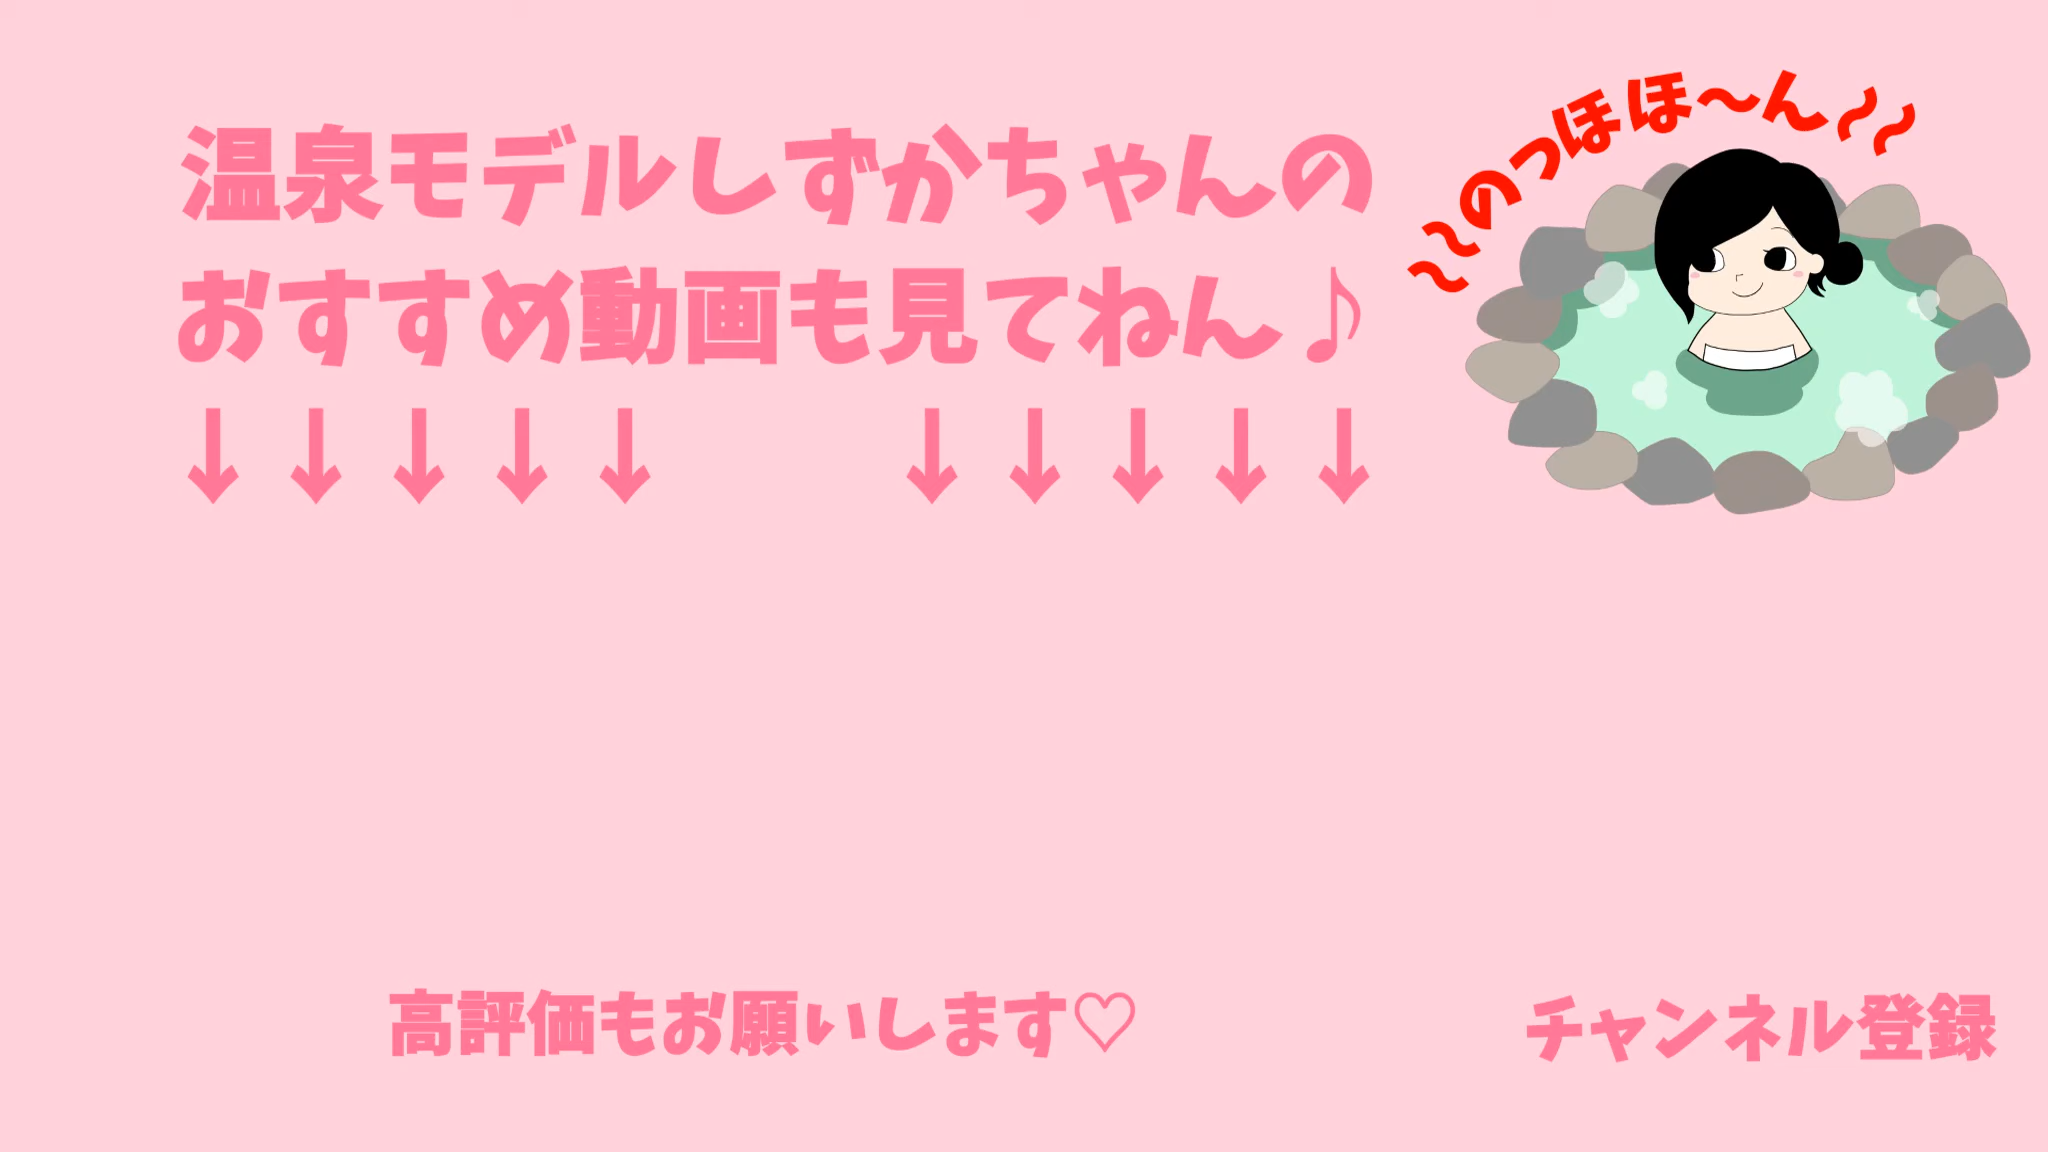 温泉モデルしずかちゃんの
おすすめ動画も見てねん♪
↓↓↓↓↓ ↓↓↓↓↓
〜〜のっほほ〜ん〜〜
高評価もお願いします♡
チャンネル登録